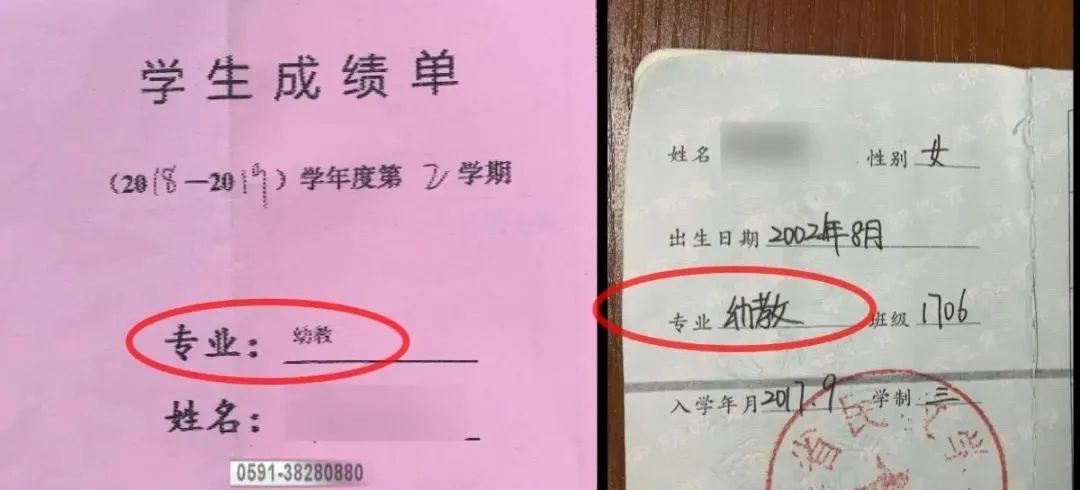 学生成绩单
（2018—2019）学年度第 2 学期
专业：幼教
姓名：
0591-38280880
姓名 性别 女
出生日期 2002年8月
专业 幼教 班级 1706
入学年月 2017.9 学制 三
省民